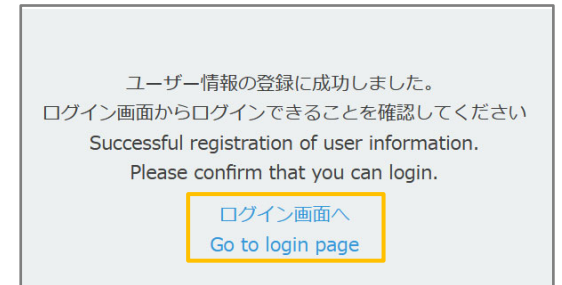 ユーザー情報の登録に成功しました。
ログイン画面からログインできることを確認してください
Successful registration of user information.
Please confirm that you can login.
ログイン画面へ
Go to login page